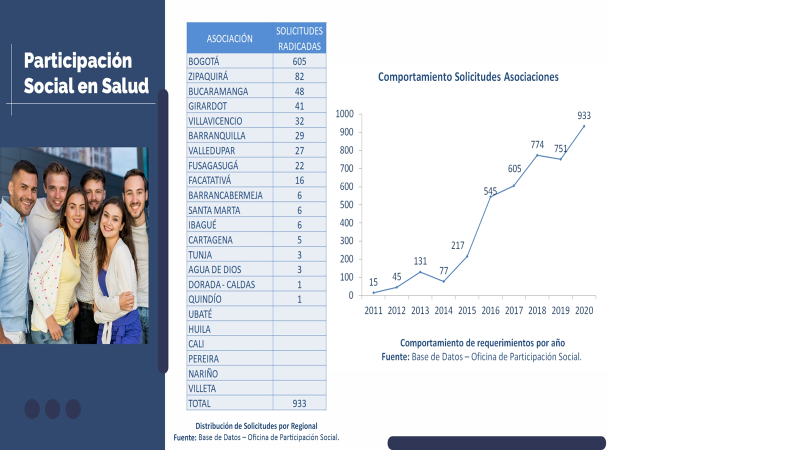 Participación
Social en Salud
ASOCIACIÓN SOLICITUDES RADICADAS
BOGOTÁ 605
ZIPAQUIRÁ 82
BUCARAMANGA 48
GIRARDOT 41
VILLAVICENCIO 32
BARRANQUILLA 29
VALLEDUPAR 27
FUSAGASUGÁ 22
FACATATIVÁ 16
BARRANCABERMEJA 6
SANTA MARTA 6
IBAGUÉ 6
CARTAGENA 5
TUNJA 3
AGUA DE DIOS 3
DORADA - CALDAS 1
QUINDÍO 1
UBATÉ
HUILA
CALI
PEREIRA
NARIÑO
VILLETA
TOTAL 933
Distribución de Solicitudes por Regional
Fuente: Base de Datos – Oficina de Participación Social.
Comportamiento Solicitudes Asociaciones
1000
900
800
700
600
500
400
300
200
100
0
15 45 131 77 217 545 605 774 751 933
2011 2012 2013 2014 2015 2016 2017 2018 2019 2020
Comportamiento de requerimientos por año
Fuente: Base de Datos – Oficina de Participación Social.